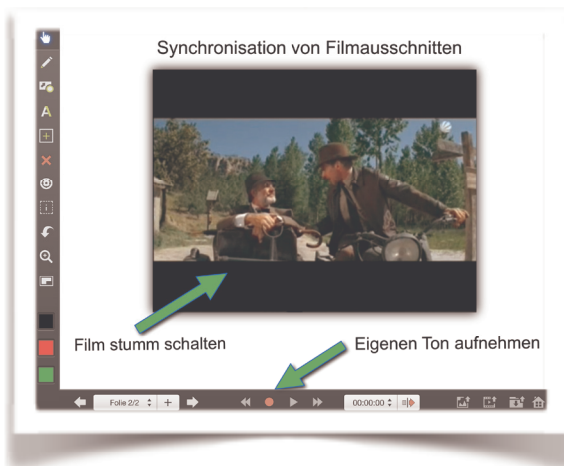 Synchronisation von Filmausschnitten
A
Film stumm schalten
Eigenen Ton aufnehmen
Folie 2/2
00:00:00